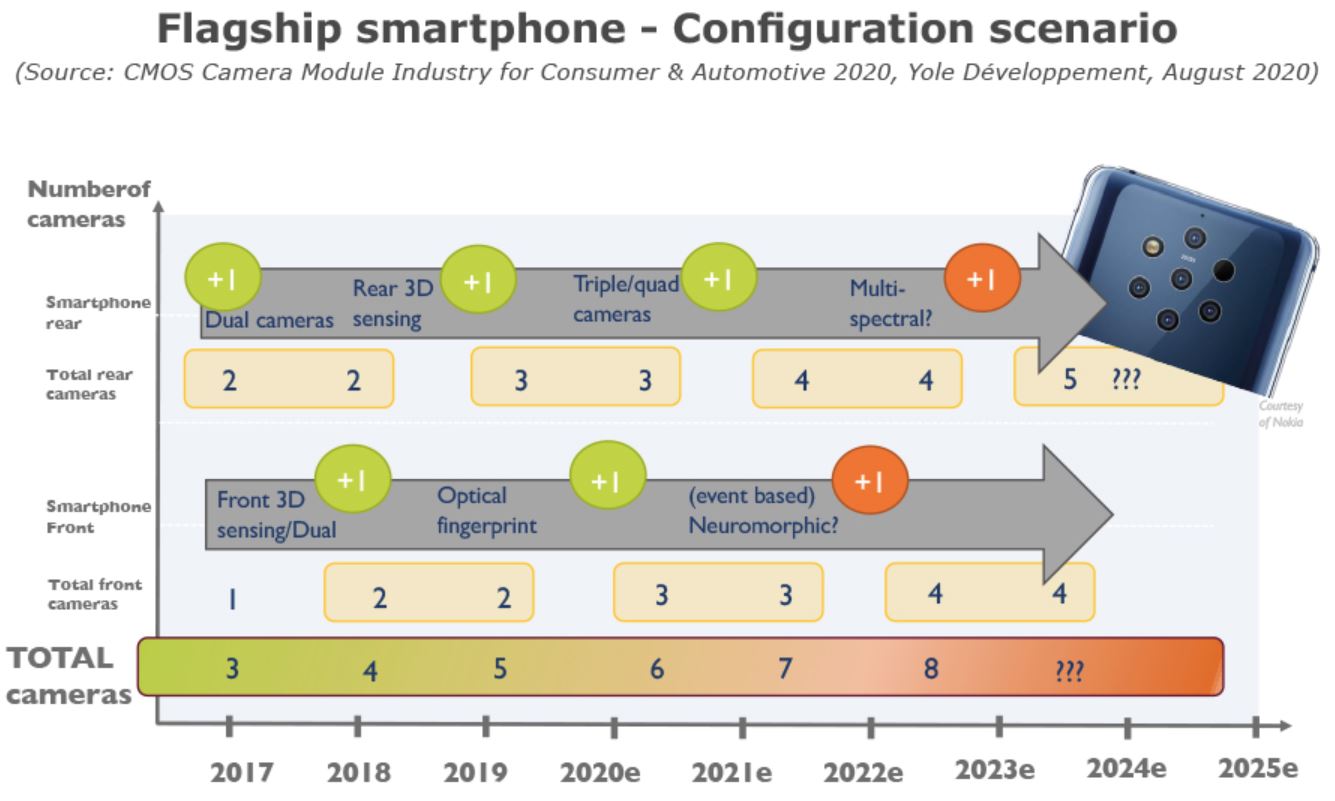 Flagship smartphone - Configuration scenario
(Source: CMOS Camera Module Industry for Consumer & Automotive 2020, Yole Développement, August 2020)
Numberof
cameras
Smartphone
rear
+1
Dual cameras
Rear 3D
sensing
+1
Triple/quad
cameras
+1
Multi-
spectral?
+1
Total rear
cameras
2 2 3 3 4 4 5 ???
Courtesy
of Nokia
Smartphone
Front
Front 3D
sensing/Dual
+1
Optical
fingerprint
+1
(event based)
Neuromorphic?
+1
Total front
cameras
1 2 2 3 3 4 4
TOTAL
cameras
3 4 5 6 7 8 ???
2017 2018 2019 2020e 2021e 2022e 2023e 2024e 2025e